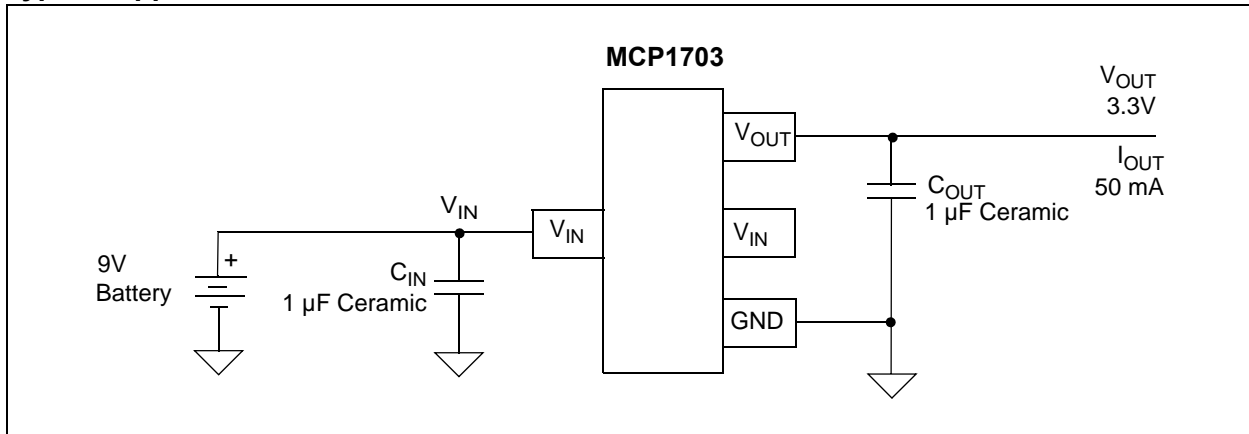 MCP1703
VOUT
3.3V
IOUT
50 mA
VOUT
COUT
1 µF Ceramic
VIN
VIN
VIN
9V
Battery
+
CIN
1 µF Ceramic
GND